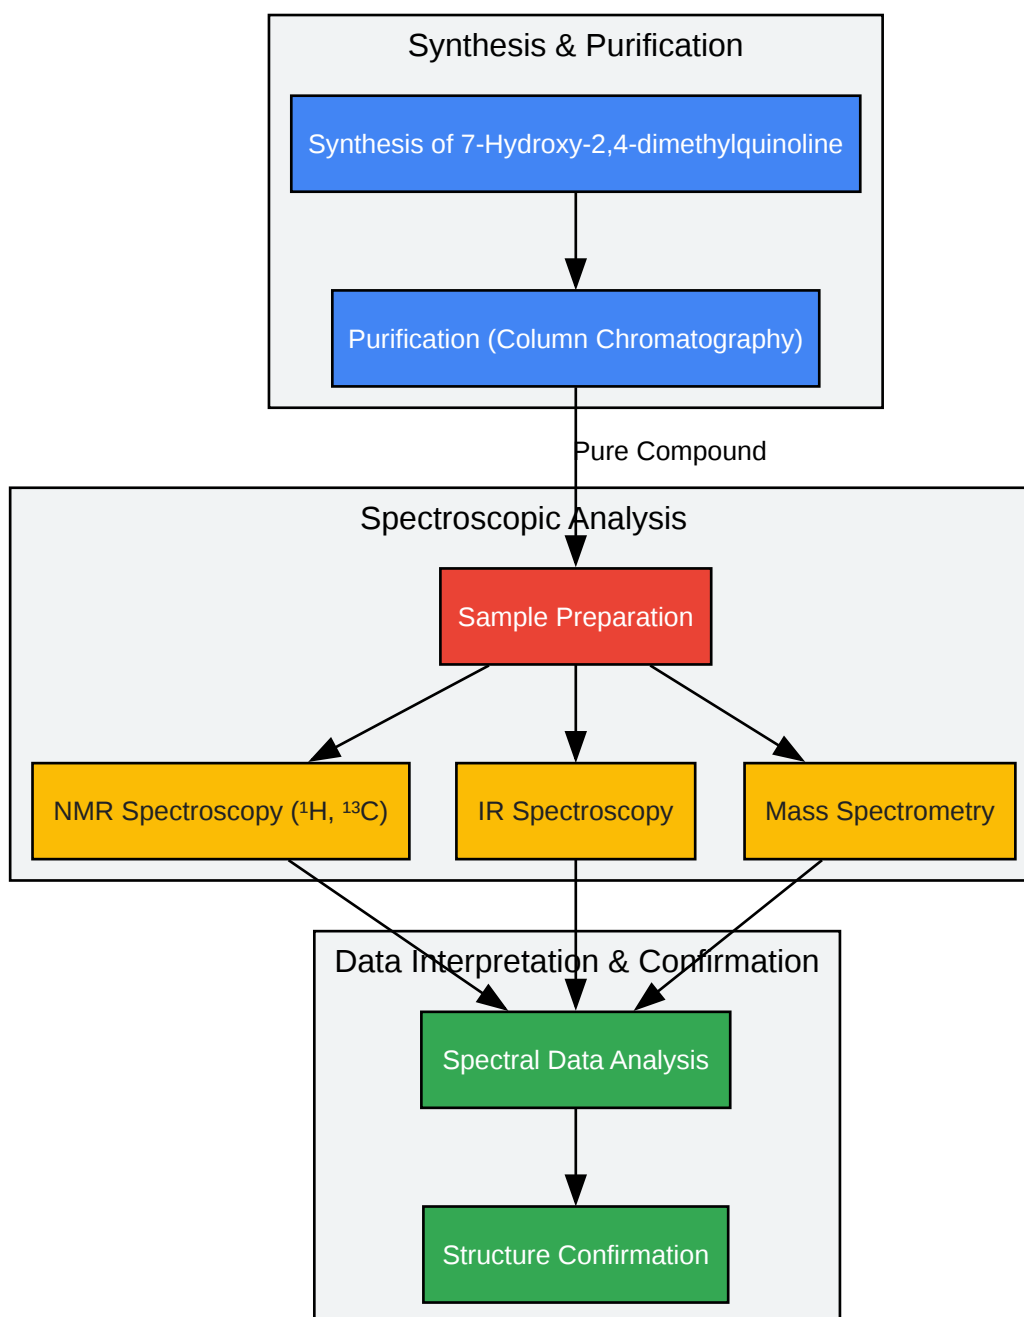 Synthesis & Purification
Synthesis of 7-Hydroxy-2,4-dimethylquinoline
Purification (Column Chromatography)
Pure Compound
Spectroscopic Analysis
Sample Preparation
NMR Spectroscopy (¹H, ¹³C)
IR Spectroscopy
Mass Spectrometry
Data Interpretation & Confirmation
Spectral Data Analysis
Structure Confirmation